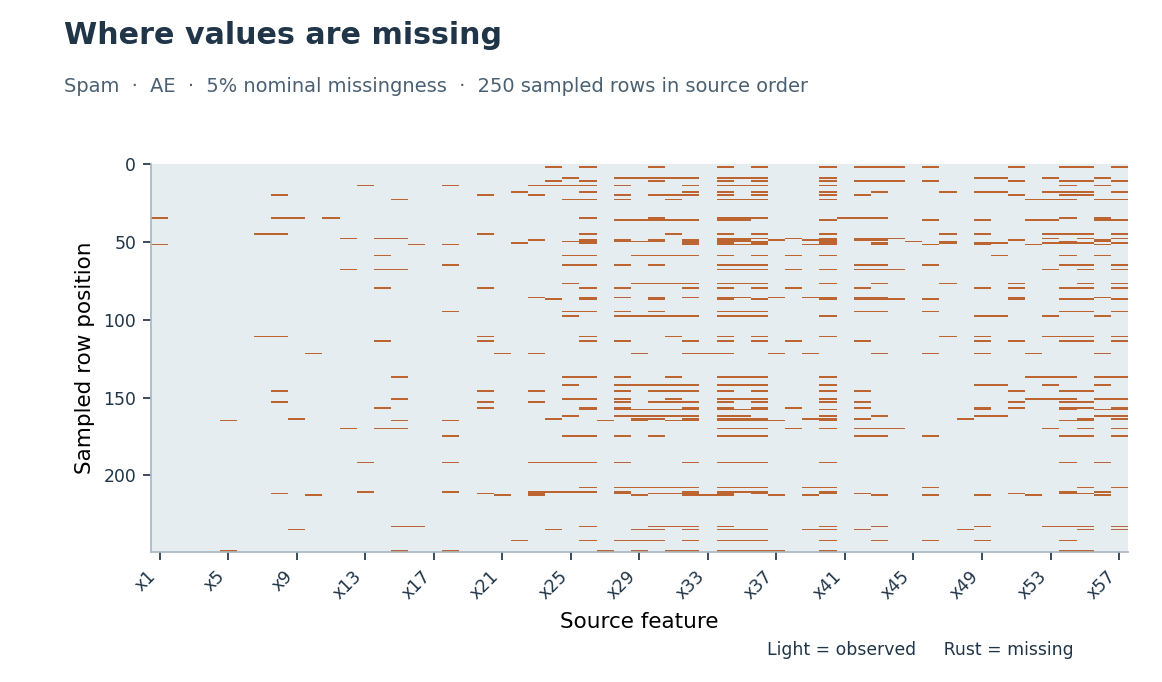 Where values are missing
Spam · AE · 5% nominal missingness · 250 sampled rows in source order
0
50
100
150
200
Sampled row position
x1 x5 x9 x13 x17 x21 x25 x29 x33 x37 x41 x45 x49 x53 x57
Source feature
Light = observed Rust = missing